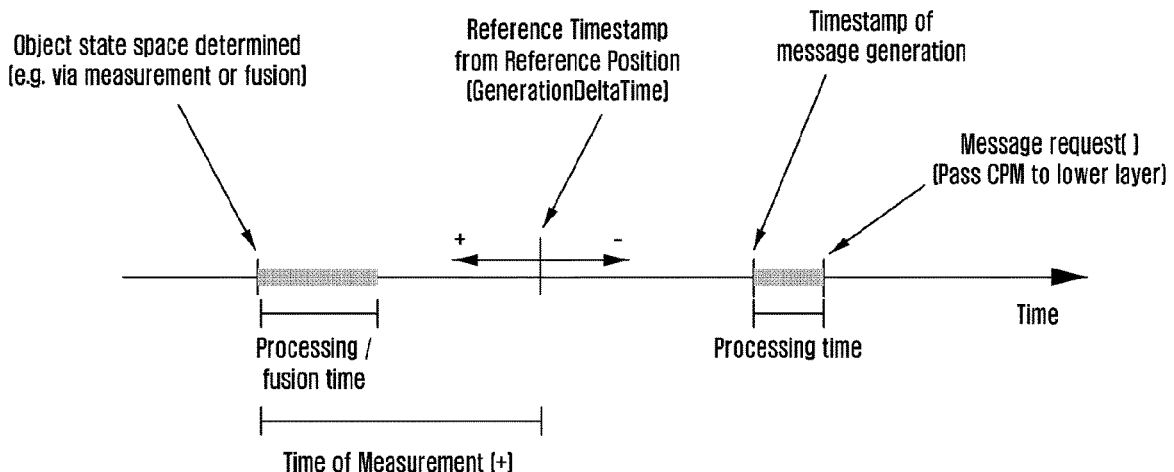 Object state space determined
(e.g. via measurement or fusion)
Reference Timestamp
from Reference Position
(GenerationDeltaTime)
Timestamp of
message generation
Message request( )
(Pass CPM to lower layer)
+
-
Time
Processing /
fusion time
Processing time
Time of Measurement (+)